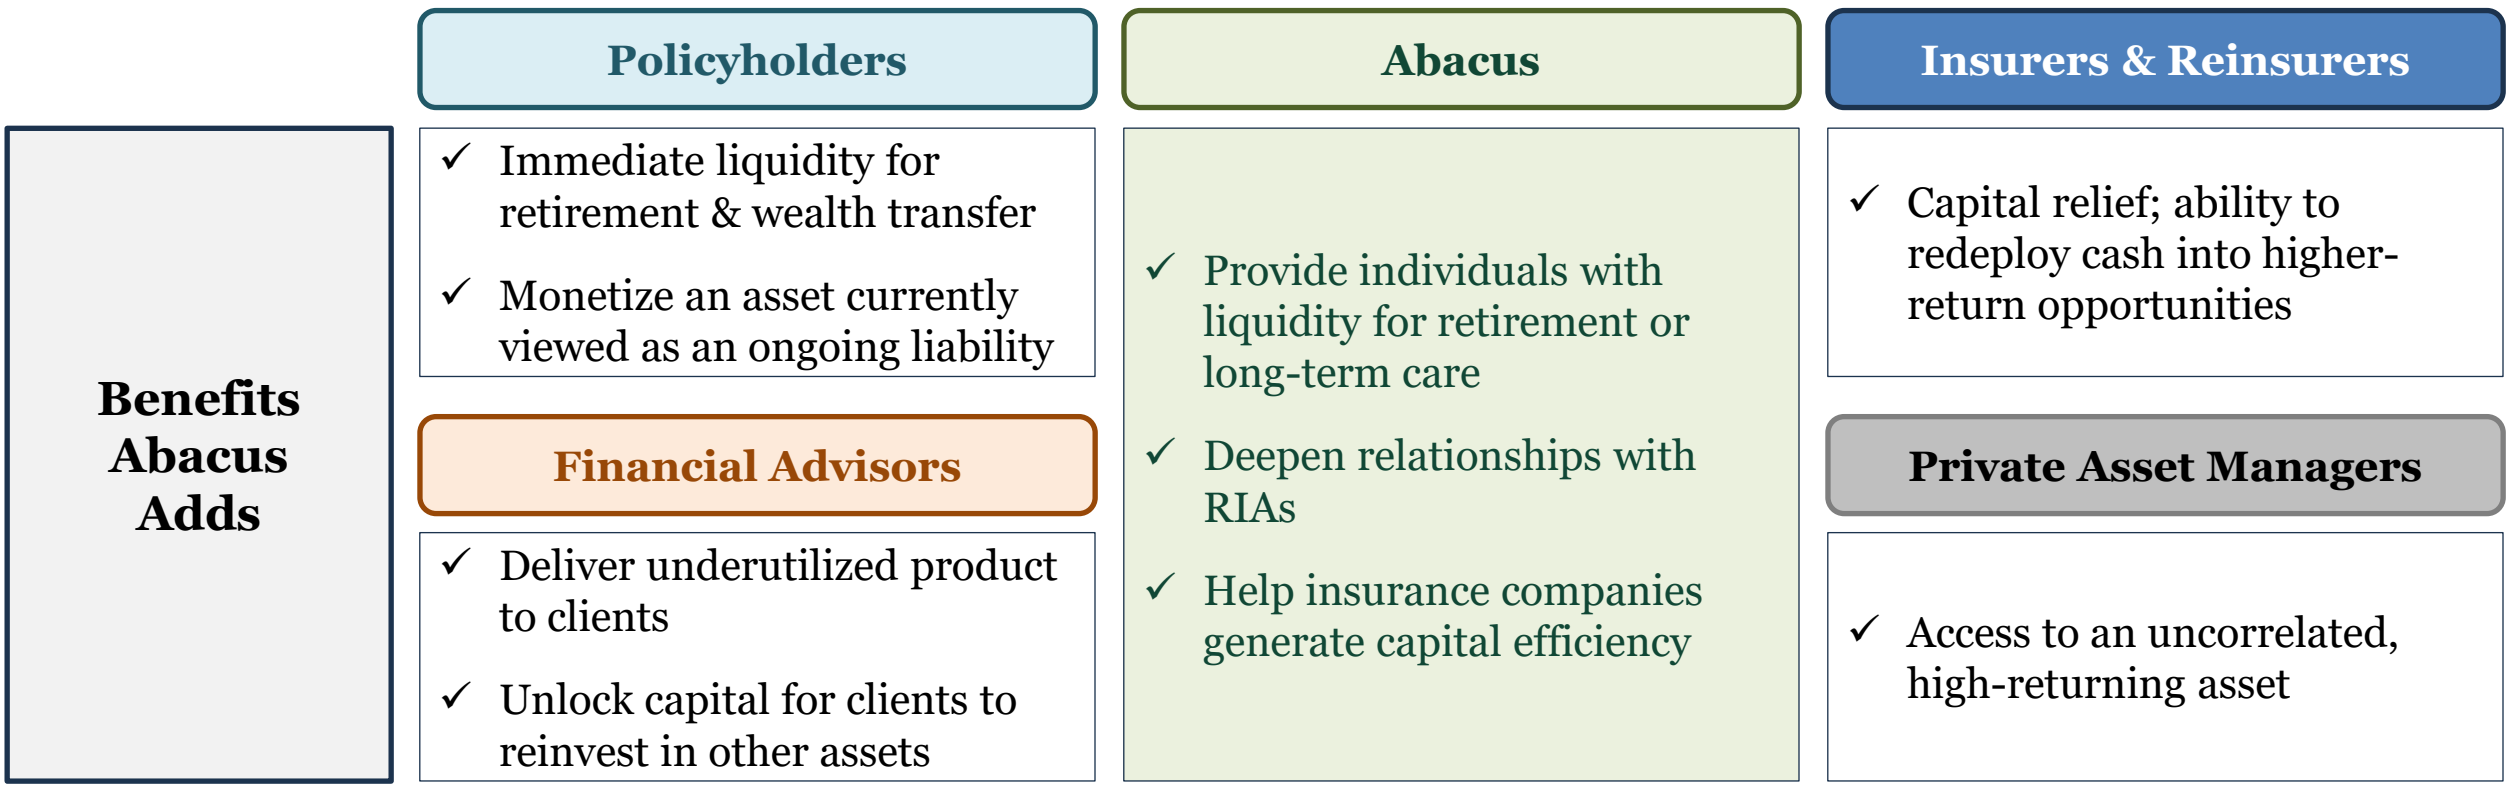 Benefits
Abacus
Adds
Policyholders
✓ Immediate liquidity for
retirement & wealth transfer
✓ Monetize an asset currently
viewed as an ongoing liability
Financial Advisors
✓ Deliver underutilized product
to clients
✓ Unlock capital for clients to
reinvest in other assets
Abacus
✓ Provide individuals with
liquidity for retirement or
long-term care
✓ Deepen relationships with
RIAs
✓ Help insurance companies
generate capital efficiency
Insurers & Reinsurers
✓ Capital relief; ability to
redeploy cash into higher-
return opportunities
Private Asset Managers
✓ Access to an uncorrelated,
high-returning asset